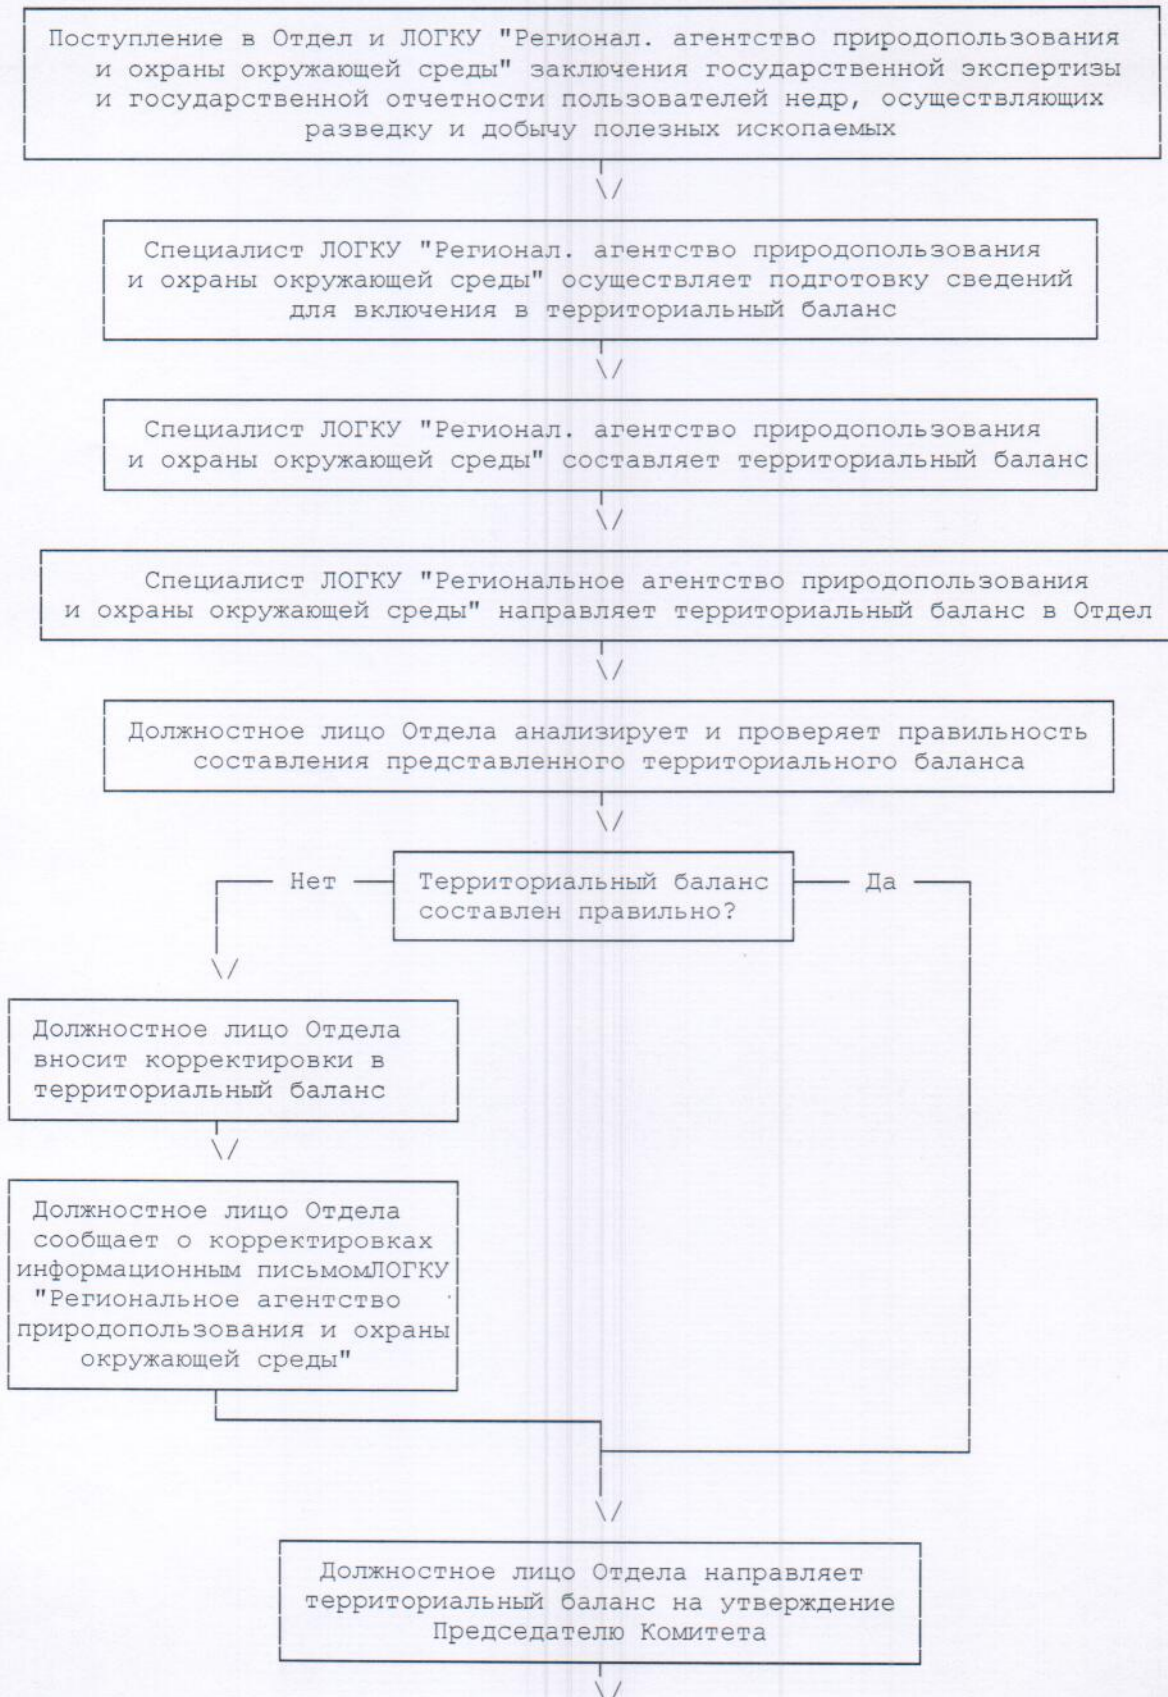 Поступление в Отдел и ЛОГКУ "Регионал. агентство природопользования
и охраны окружающей среды" заключения государственной экспертизы
и государственной отчетности пользователей недр, осуществляющих
разведку и добычу полезных ископаемых
Специалист ЛОГКУ "Регионал. агентство природопользования
и охраны окружающей среды" осуществляет подготовку сведений
для включения в территориальный баланс
Специалист ЛОГКУ "Регионал. агентство природопользования
и охраны окружающей среды" составляет территориальный баланс
Специалист ЛОГКУ "Региональное агентство природопользования
и охраны окружающей среды" направляет территориальный баланс в Отдел
Должностное лицо Отдела анализирует и проверяет правильность
составления представленного территориального баланса
Нет
Территориальный баланс
составлен правильно?
Да
Должностное лицо Отдела
вносит корректировки в
территориальный баланс
Должностное лицо Отдела
сообщает о корректировках
информационным письмомЛОГКУ
"Региональное агентство
природопользования и охраны
окружающей среды"
Должностное лицо Отдела направляет
территориальный баланс на утверждение
Председателю Комитета